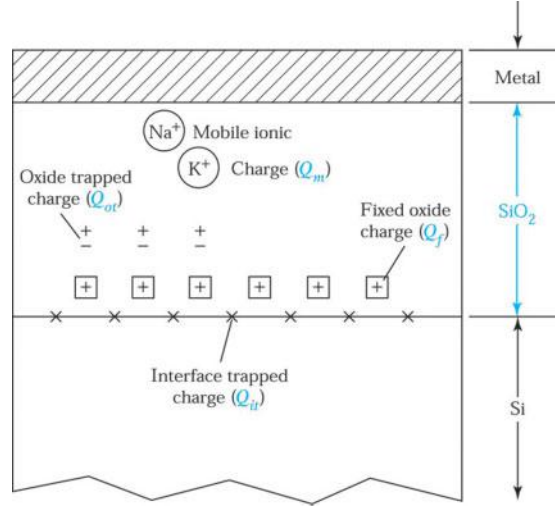 Metal
Na⁺ Mobile ionic
K⁺ Charge (Qₘ)
Oxide trapped
charge (Qₒₜ)
+ + +
− − −
Fixed oxide
charge (Q_f)
SiO₂
+ + + + + +
Interface trapped
charge (Qᵢₜ)
Si